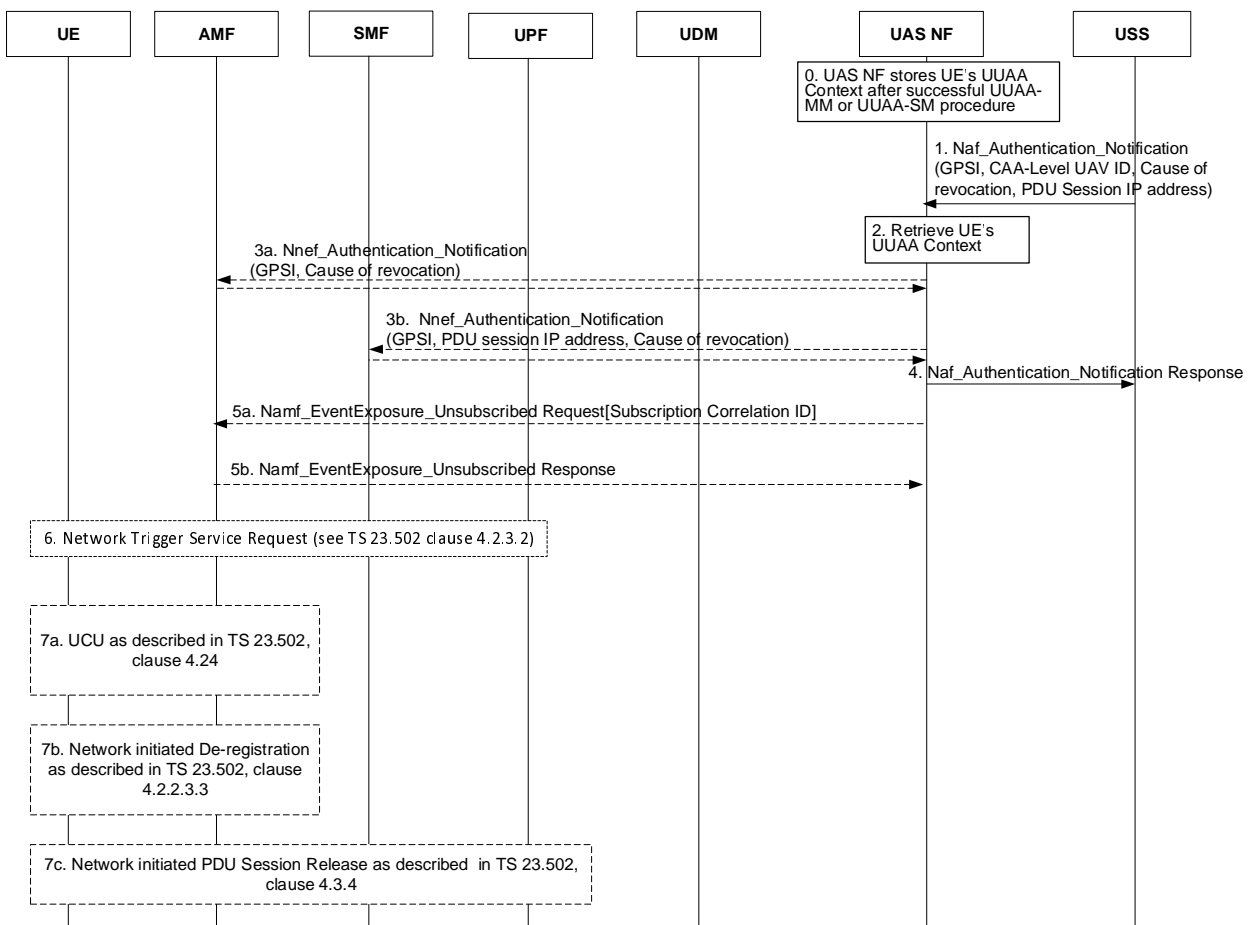 UE
AMF
SMF
UPF
UDM
UAS NF
USS
0. UAS NF stores UE's UUAA
Context after successful UUAA-
MM or UUAA-SM procedure
1. Naf_Authentication_Notification
(GPSI, CAA-Level UAV ID, Cause of
revocation, PDU Session IP address)
2. Retrieve UE's
UUAA Context
3a. Nnef_Authentication_Notification
(GPSI, Cause of revocation)
3b. Nnef_Authentication_Notification
(GPSI, PDU session IP address, Cause of revocation)
4. Naf_Authentication_Notification Response
5a. Namf_EventExposure_Unsubscribed Request[Subscription Correlation ID]
5b. Namf_EventExposure_Unsubscribed Response
6. Network Trigger Service Request (see TS 23.502 clause 4.2.3.2)
7a. UCU as described in TS 23.502,
clause 4.24
7b. Network initiated De-registration
as described in TS 23.502, clause
4.2.2.3.3
7c. Network initiated PDU Session Release as described in TS 23.502,
clause 4.3.4